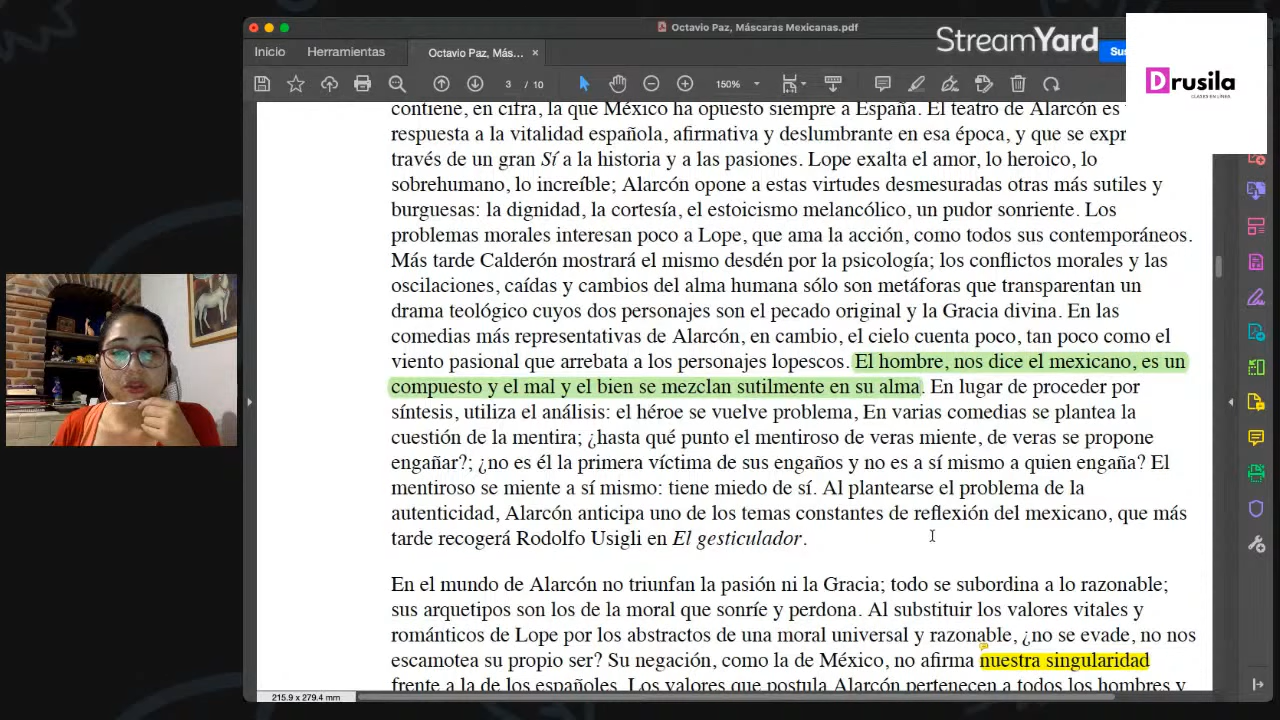 Octavio Paz, Máscaras Mexicanas.pdf
StreamYard
Inicio
Herramientas
Octavio Paz, Más...
×
Drusila
CLASES EN LÍNEA
3 / 10
150%
contiene, en cifra, la que México ha opuesto siempre a España. El teatro de Alarcón es
respuesta a la vitalidad española, afirmativa y deslumbrante en esa época, y que se expr
través de un gran Sí a la historia y a las pasiones. Lope exalta el amor, lo heroico, lo
sobrehumano, lo increíble; Alarcón opone a estas virtudes desmesuradas otras más sutiles y
burguesas: la dignidad, la cortesía, el estoicismo melancólico, un pudor sonriente. Los
problemas morales interesan poco a Lope, que ama la acción, como todos sus contemporáneos.
Más tarde Calderón mostrará el mismo desdén por la psicología; los conflictos morales y las
oscilaciones, caídas y cambios del alma humana sólo son metáforas que transparentan un
drama teológico cuyos dos personajes son el pecado original y la Gracia divina. En las
comedias más representativas de Alarcón, en cambio, el cielo cuenta poco, tan poco como el
viento pasional que arrebata a los personajes lopescos. El hombre, nos dice el mexicano, es un
compuesto y el mal y el bien se mezclan sutilmente en su alma. En lugar de proceder por
síntesis, utiliza el análisis: el héroe se vuelve problema, En varias comedias se plantea la
cuestión de la mentira; ¿hasta qué punto el mentiroso de veras miente, de veras se propone
engañar?; ¿no es él la primera víctima de sus engaños y no es a sí mismo a quien engaña? El
mentiroso se miente a sí mismo: tiene miedo de sí. Al plantearse el problema de la
autenticidad, Alarcón anticipa uno de los temas constantes de reflexión del mexicano, que más
tarde recogerá Rodolfo Usigli en El gesticulador.
En el mundo de Alarcón no triunfan la pasión ni la Gracia; todo se subordina a lo razonable;
sus arquetipos son los de la moral que sonríe y perdona. Al substituir los valores vitales y
románticos de Lope por los abstractos de una moral universal y razonable, ¿no se evade, no nos
escamotea su propio ser? Su negación, como la de México, no afirma nuestra singularidad
frente a la de los españoles. Los valores que postula Alarcón pertenecen a todos los hombres y
215.9 × 279.4 mm